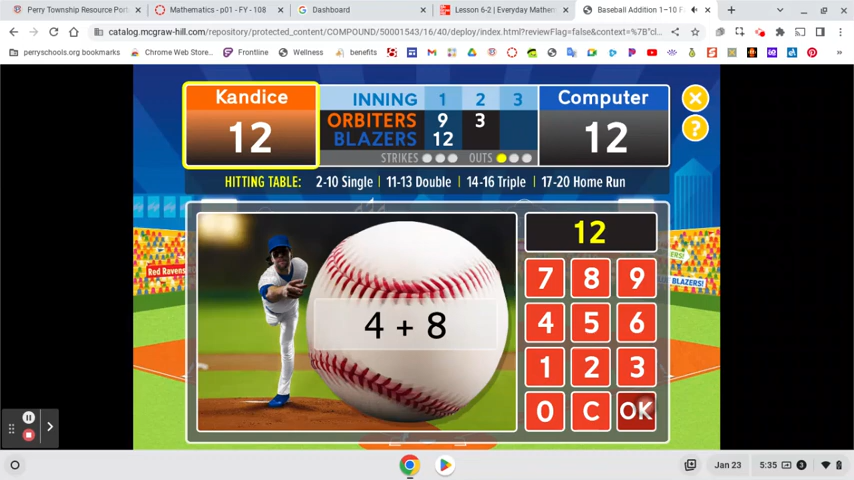 Perry Township Resource Port
Mathematics - p01 - FY - 108
Dashboard
Lesson 6-2 | Everyday Mathem
Baseball Addition 1–10 F
catalog.mcgraw-hill.com/repository/protected_content/COMPOUND/50001543/16/40/deploy/index.html?reviewFlag=false&context=%7B"cl...
perryschools.org bookmarks
Chrome Web Store...
Frontline
Wellness
benefits
Kandice
12
INNING 1 2 3
ORBITERS 9 3
BLAZERS 12
STRIKES OUTS
Computer
12
HITTING TABLE: 2-10 Single | 11-13 Double | 14-16 Triple | 17-20 Home Run
Red Ravens
BLAZERS!
4 + 8
12
7 8 9
4 5 6
1 2 3
0 C OK
Jan 23
5:35
3